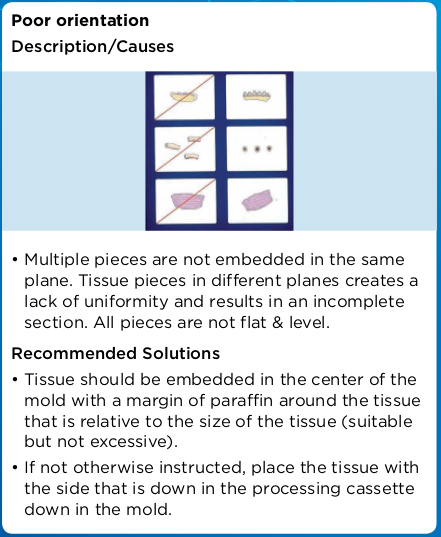 Poor orientation
Description/Causes
• Multiple pieces are not embedded in the same
plane. Tissue pieces in different planes creates a
lack of uniformity and results in an incomplete
section. All pieces are not flat & level.
Recommended Solutions
• Tissue should be embedded in the center of the
mold with a margin of paraffin around the tissue
that is relative to the size of the tissue (suitable
but not excessive).
• If not otherwise instructed, place the tissue with
the side that is down in the processing cassette
down in the mold.